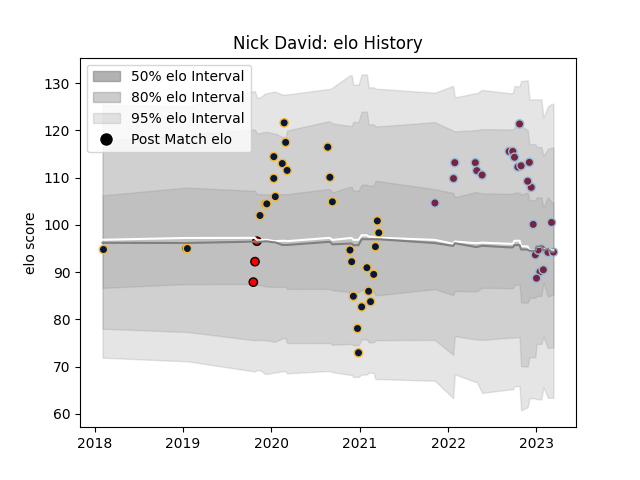 Nick David: elo History
50% elo Interval
80% elo Interval
95% elo Interval
Post Match elo
elo score
130
120
110
100
90
80
70
60
2018
2019
2020
2021
2022
2023